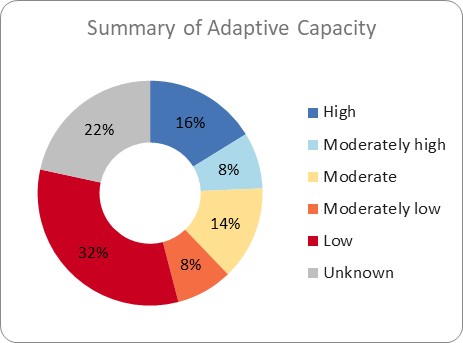 Summary of Adaptive Capacity
16%
8%
14%
8%
32%
22%
High
Moderately high
Moderate
Moderately low
Low
Unknown